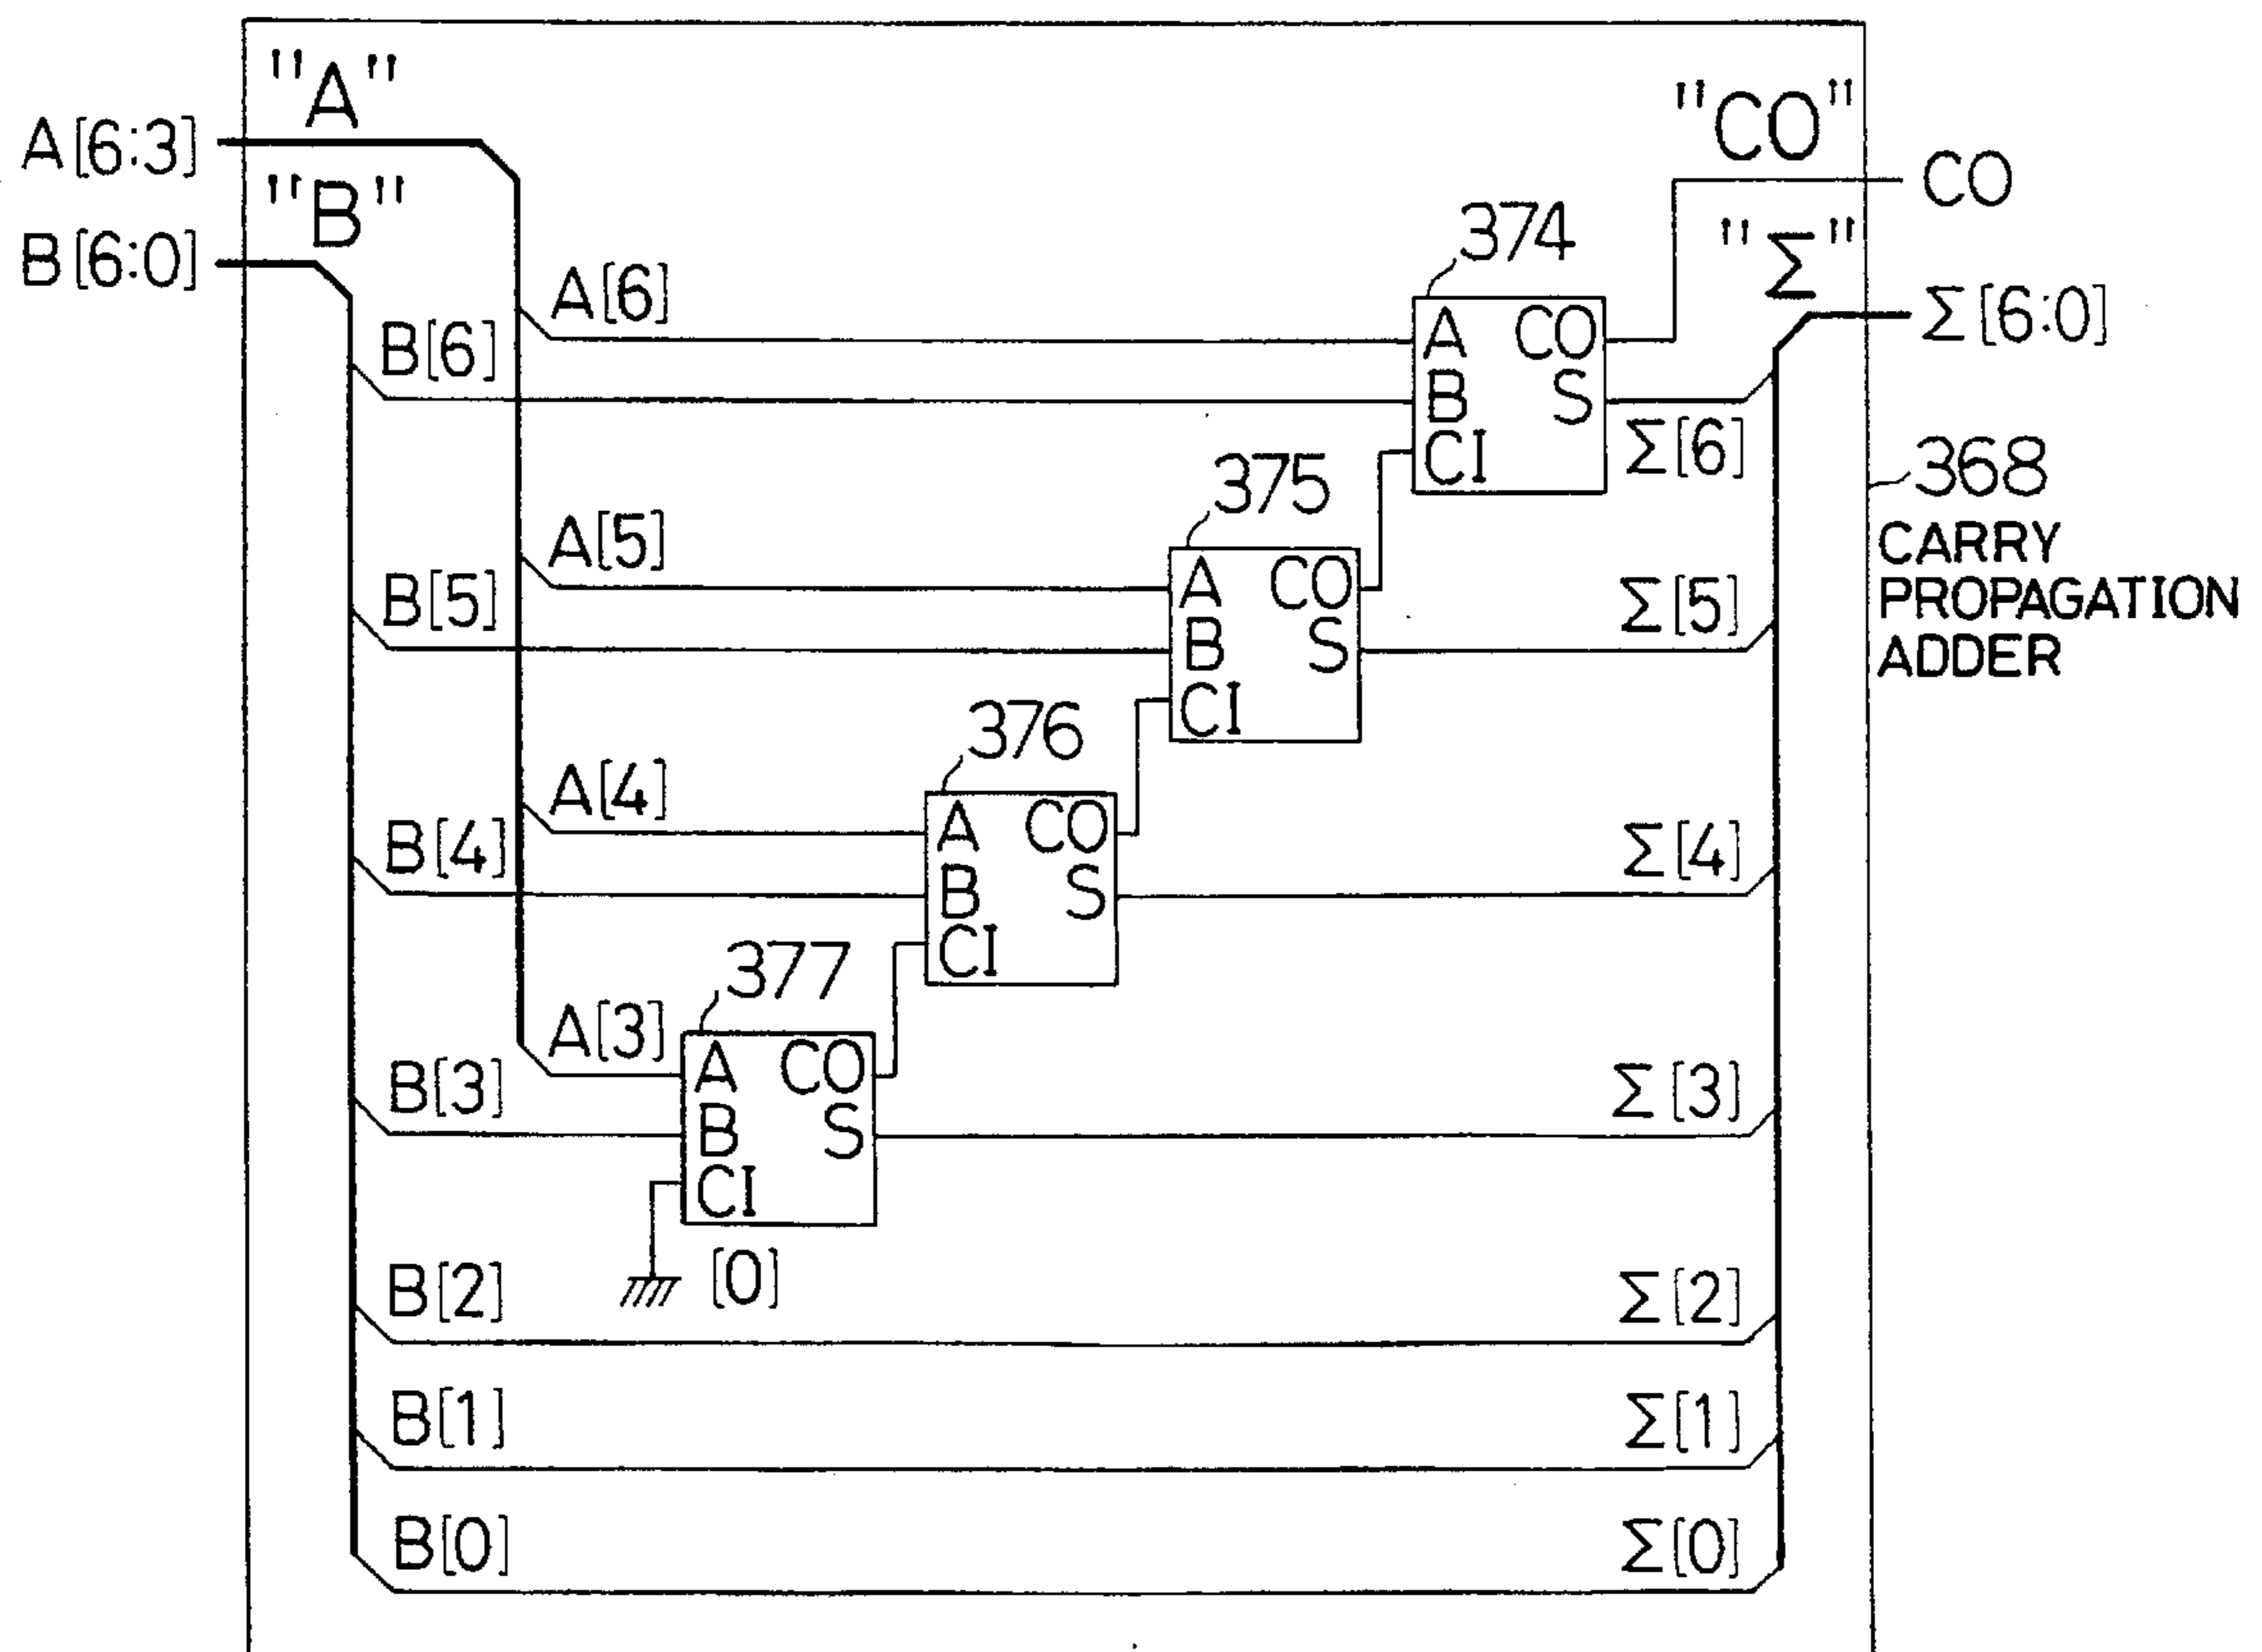 "A"
A[6:3]
"B"
B[6:0]
"CO"
CO
"Σ"
Σ[6:0]
374
A[6]
B[6]
A CO
B S
CI
Σ[6]
368
CARRY
PROPAGATION
ADDER
375
A[5]
B[5]
A CO
B S
CI
Σ[5]
376
A[4]
B[4]
A CO
B S
CI
Σ[4]
377
A[3]
B[3]
A CO
B S
CI
Σ[3]
[0]
B[2]
Σ[2]
B[1]
Σ[1]
B[0]
Σ[0]